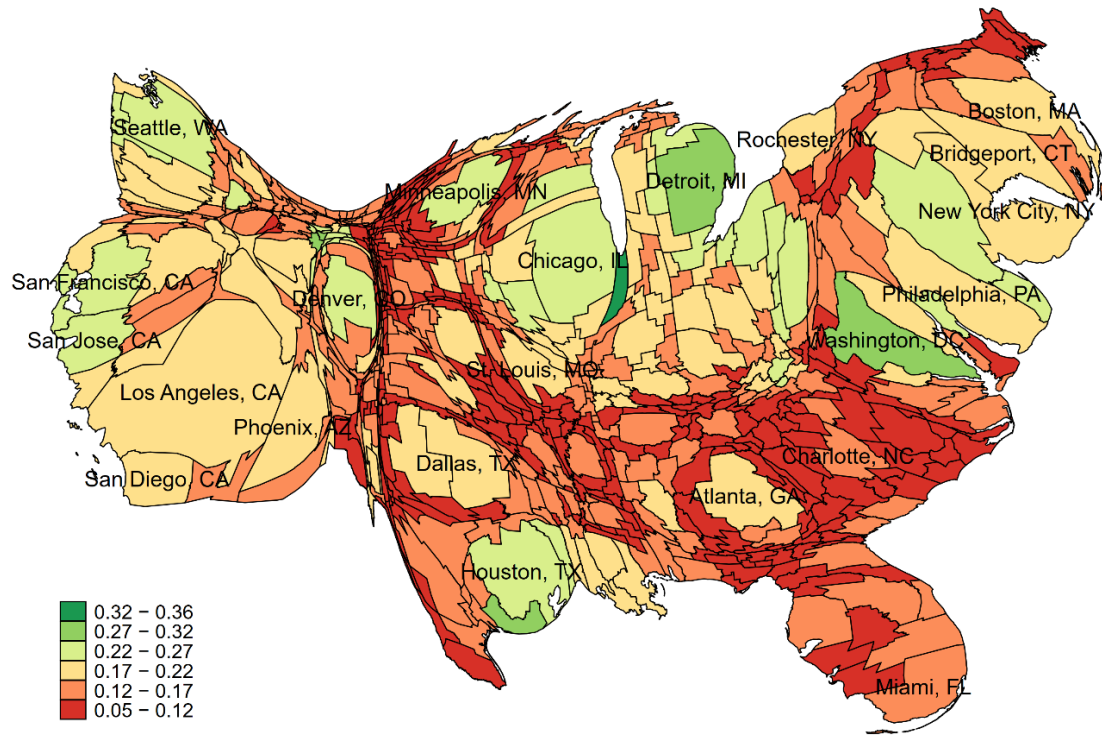 Seattle, WA
Boston, MA
Rochester, NY
Bridgeport, CT
Minneapolis, MN
Detroit, MI
New York City, NY
Chicago, IL
San Francisco, CA
Denver, CO
Philadelphia, PA
San Jose, CA
Washington, DC
St. Louis, MO
Los Angeles, CA
Phoenix, AZ
Charlotte, NC
Dallas, TX
San Diego, CA
Atlanta, GA
Houston, TX
Miami, FL
0.32 − 0.36
0.27 − 0.32
0.22 − 0.27
0.17 − 0.22
0.12 − 0.17
0.05 − 0.12